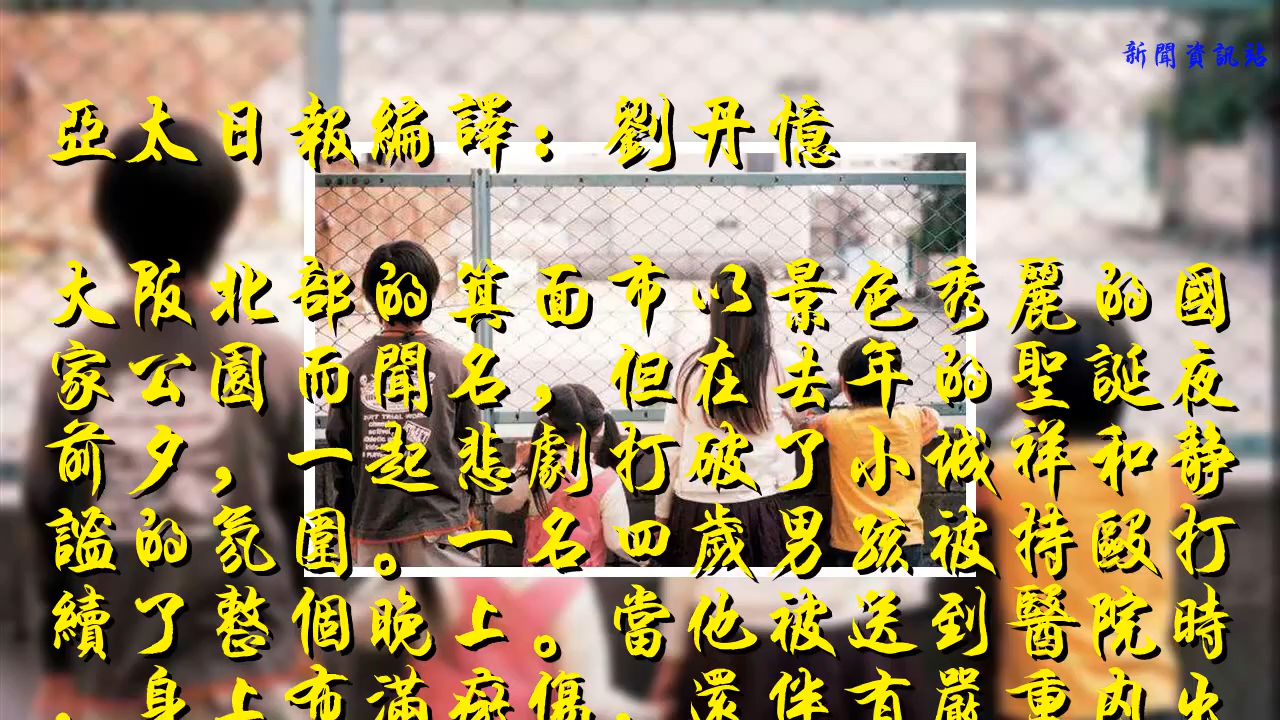 新聞資訊站
亞太日報編譯：劉丹憶
大阪北部的箕面市以景色秀麗的國
家公園而聞名，但在去年的聖誕夜
前夕，一起悲劇打破了小城祥和靜
謐的氛圍。一名四歲男孩被持毆打
續了整個晚上。當他被送到醫院時
，身上布滿瘀傷，還伴有嚴重內出